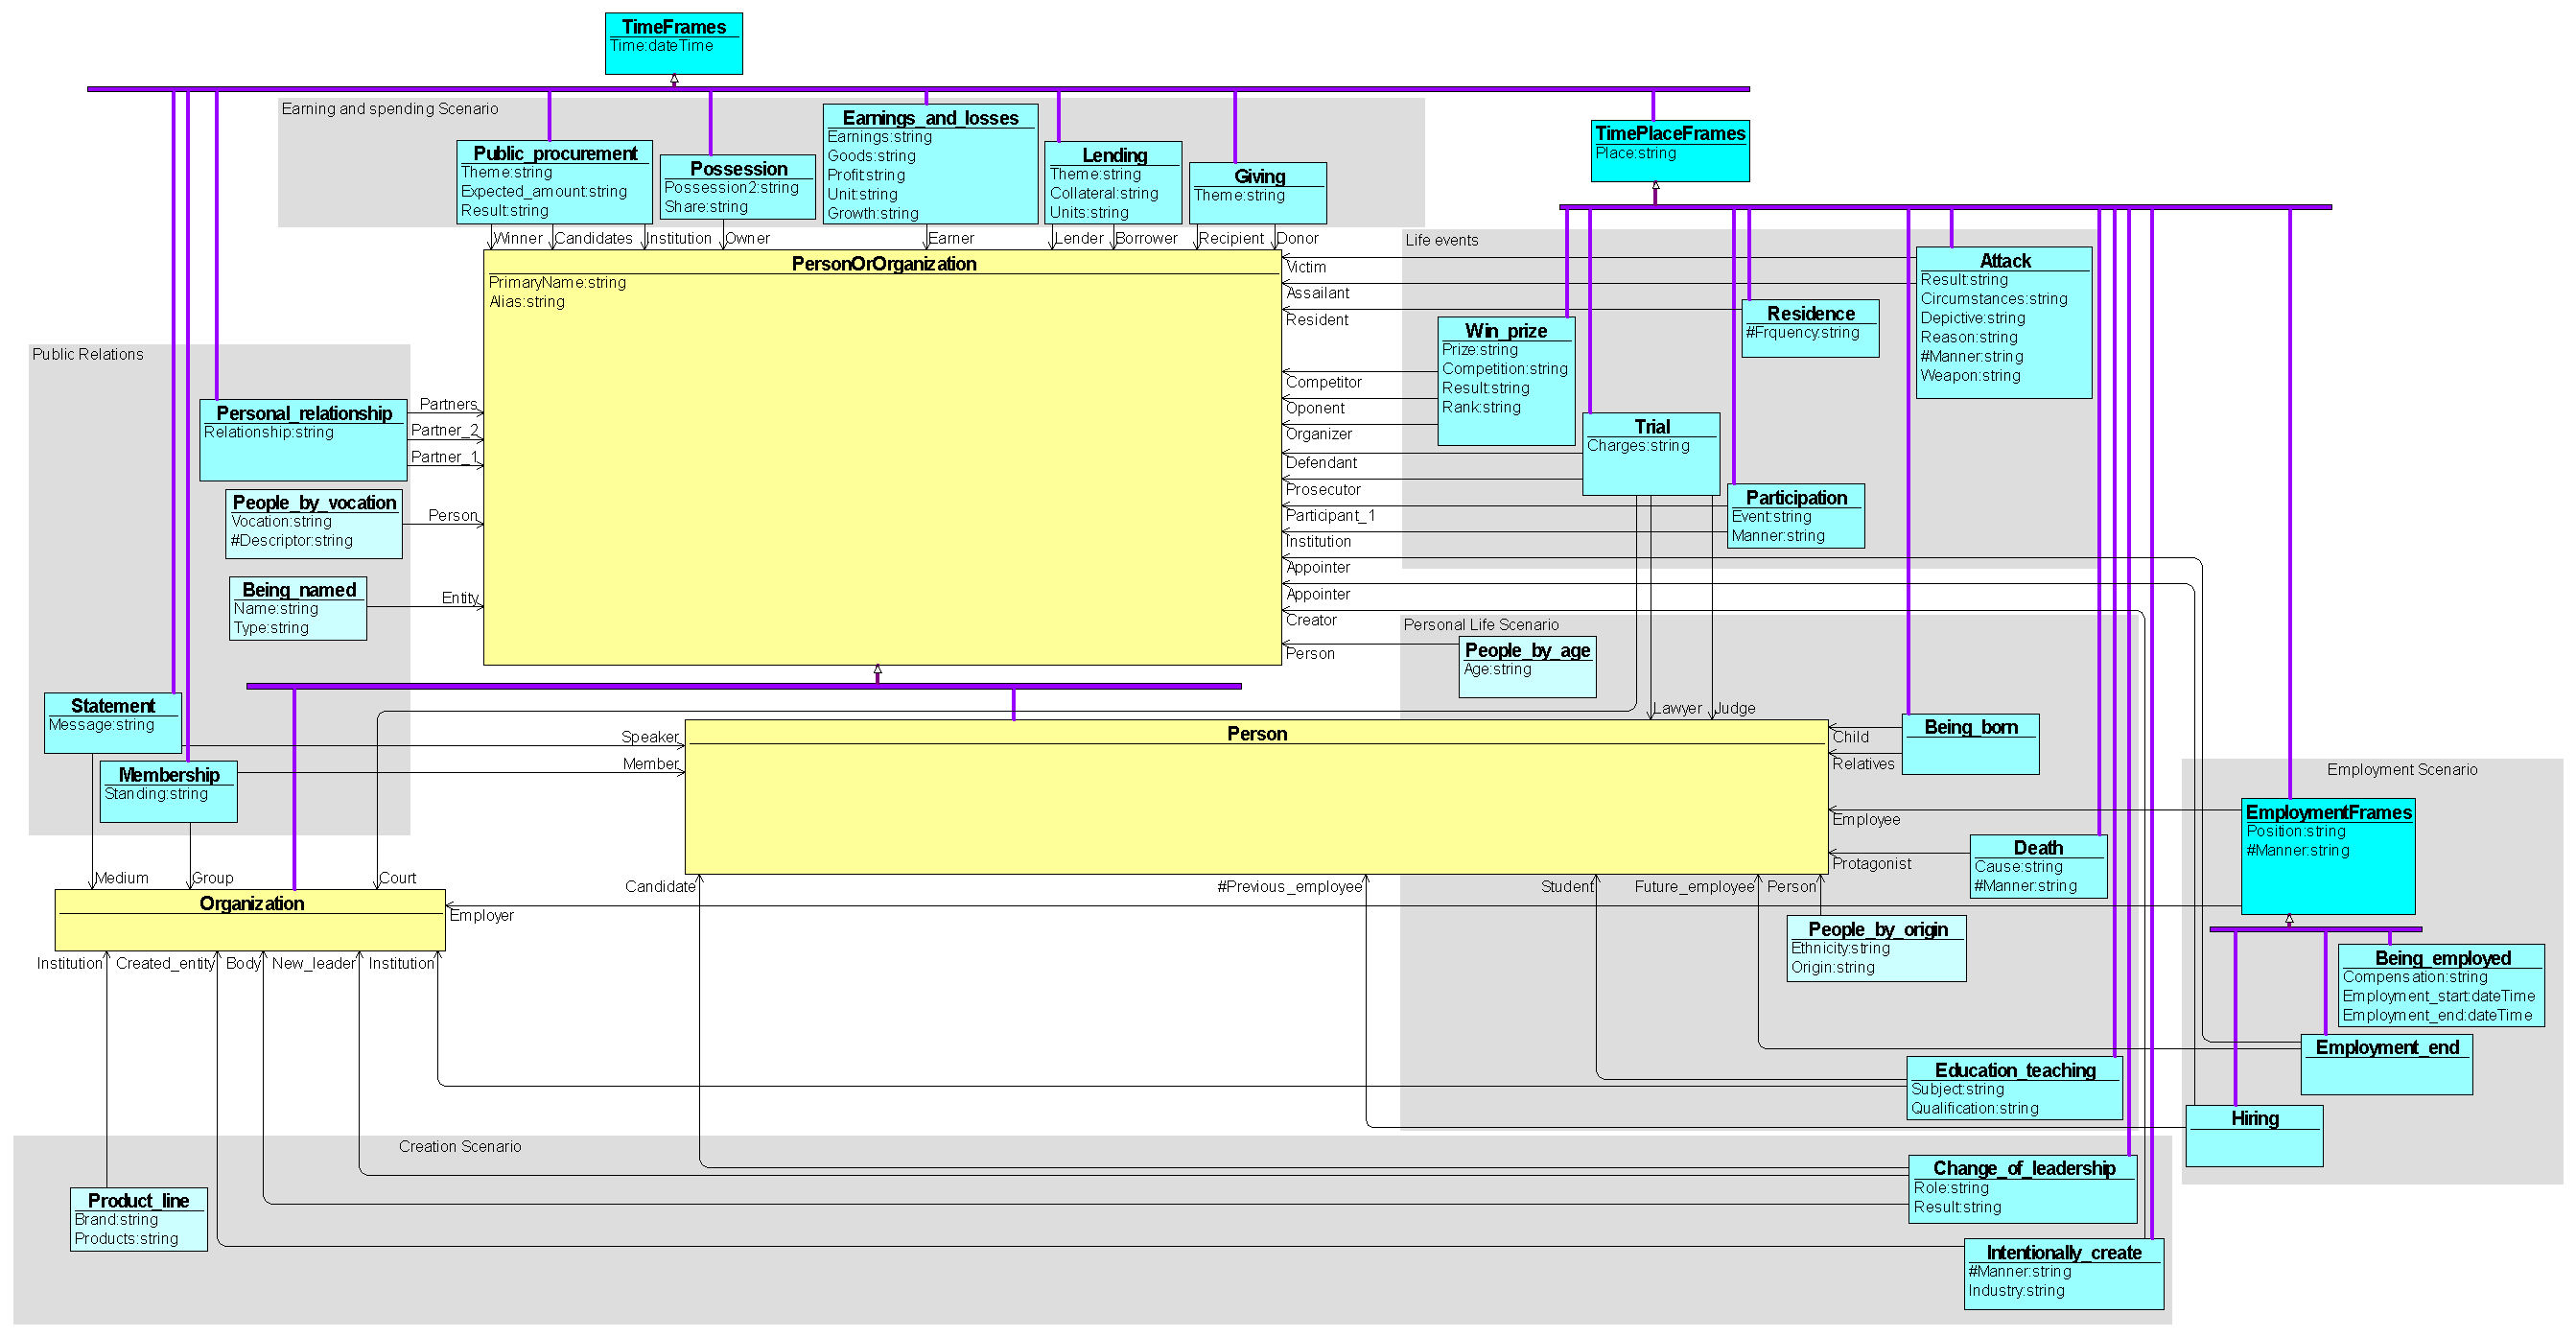 TimeFrames
Time:dateTime
Earning and spending Scenario
Public_procurement
Theme:string
Expected_amount:string
Result:string
Possession
Possession2:string
Share:string
Earnings_and_losses
Earnings:string
Goods:string
Profit:string
Unit:string
Growth:string
Lending
Theme:string
Collateral:string
Units:string
Giving
Theme:string
TimePlaceFrames
Place:string
Winner
Candidates
Institution
Owner
Earner
Lender
Borrower
Recipient
Donor
PersonOrOrganization
PrimaryName:string
Alias:string
Life events
Victim
Assailant
Resident
Competitor
Oponent
Organizer
Defendant
Prosecutor
Participant_1
Institution
Appointer
Appointer
Creator
Person
Attack
Result:string
Circumstances:string
Depictive:string
Reason:string
#Manner:string
Weapon:string
Residence
#Frquency:string
Win_prize
Prize:string
Competition:string
Result:string
Rank:string
Trial
Charges:string
Participation
Event:string
Manner:string
Public Relations
Personal_relationship
Relationship:string
Partners
Partner_2
Partner_1
People_by_vocation
Vocation:string
#Descriptor:string
Person
Being_named
Name:string
Type:string
Entity
Statement
Message:string
Membership
Standing:string
Speaker
Member
Medium
Group
Court
Personal Life Scenario
People_by_age
Age:string
Lawyer
Judge
Person
Child
Relatives
Being_born
Employee
Protagonist
Death
Cause:string
#Manner:string
Employment Scenario
EmploymentFrames
Position:string
#Manner:string
Candidate
#Previous_employee
Student
Future_employee
Person
Organization
Employer
People_by_origin
Ethnicity:string
Origin:string
Being_employed
Compensation:string
Employment_start:dateTime
Employment_end:dateTime
Institution
Created_entity
Body
New_leader
Institution
Employment_end
Education_teaching
Subject:string
Qualification:string
Hiring
Creation Scenario
Change_of_leadership
Role:string
Result:string
Product_line
Brand:string
Products:string
Intentionally_create
#Manner:string
Industry:string